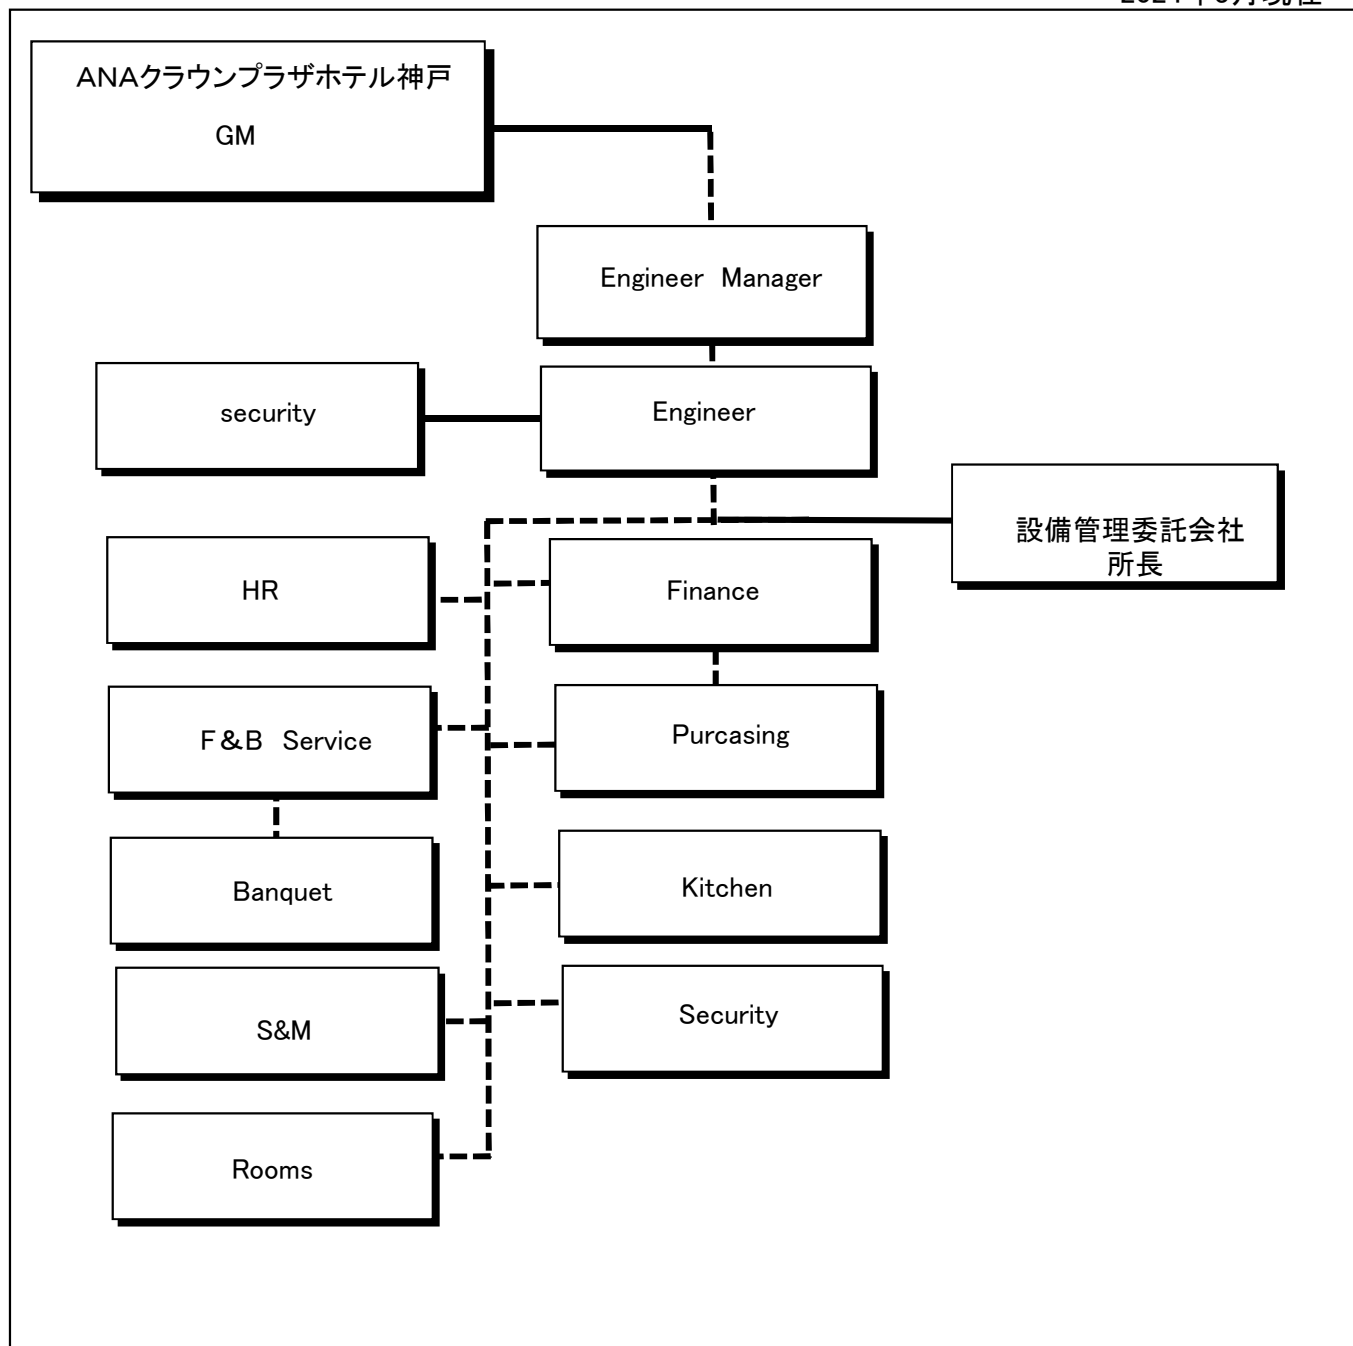 ANAクラウンプラザホテル神戸
GM
Engineer Manager
security
Engineer
設備管理委託会社
所長
HR
Finance
F&B Service
Purcasing
Banquet
Kitchen
S&M
Security
Rooms